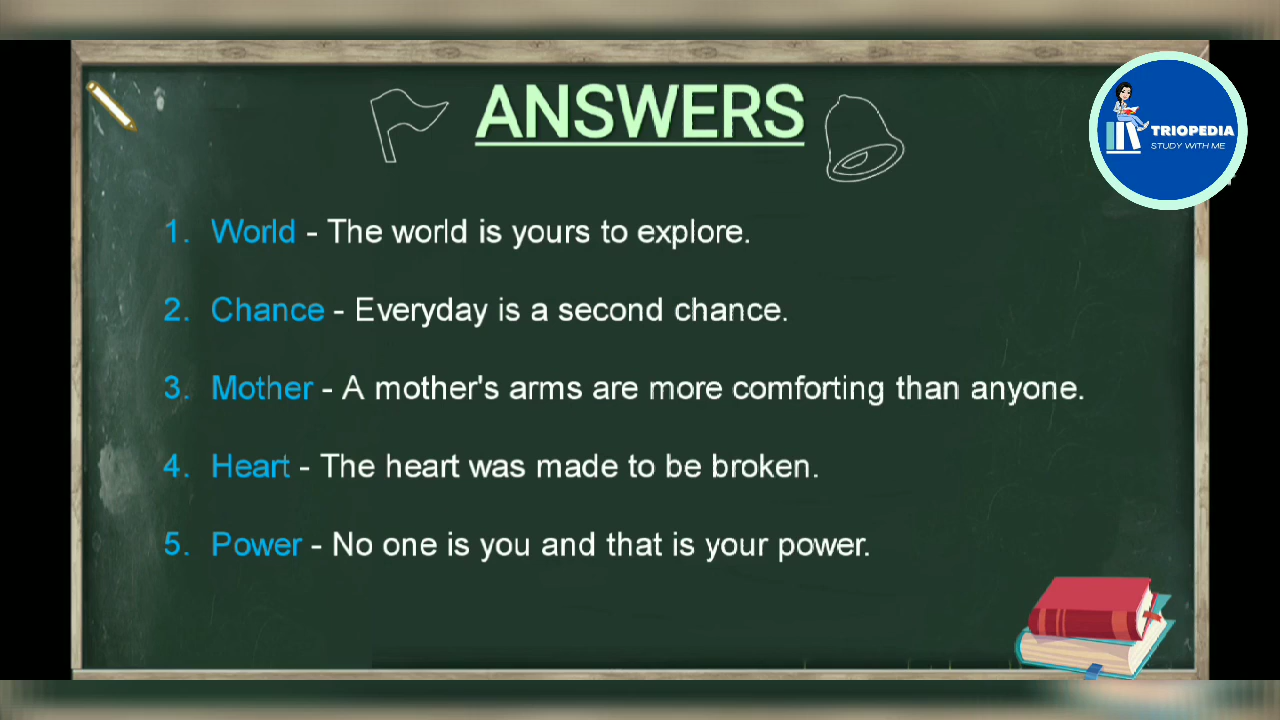 ANSWERS
TRIOPEDIA
STUDY WITH ME
1. World - The world is yours to explore.
2. Chance - Everyday is a second chance.
3. Mother - A mother's arms are more comforting than anyone.
4. Heart - The heart was made to be broken.
5. Power - No one is you and that is your power.